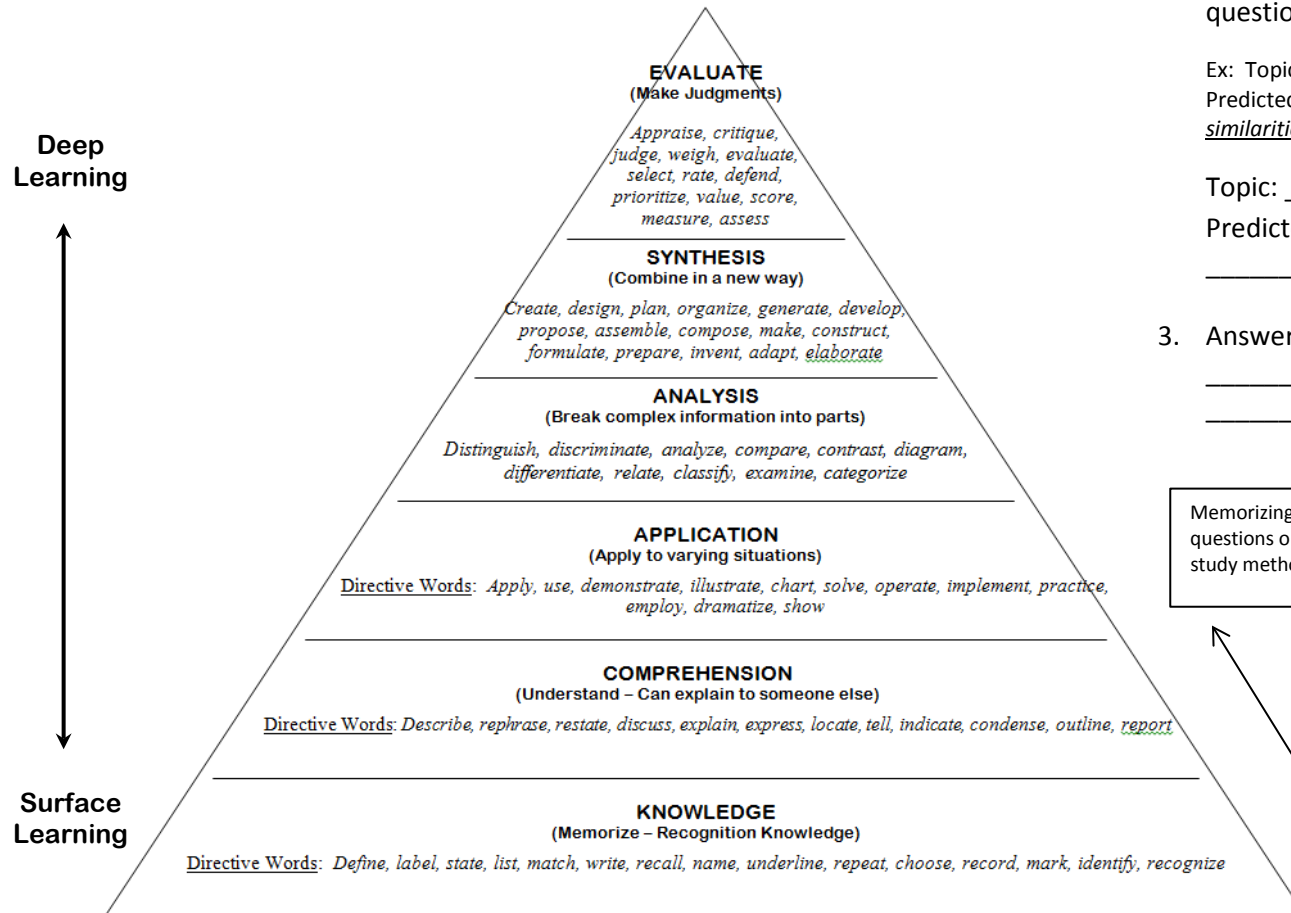 EVALUATE
(Make Judgments)
Appraise, critique,
judge, weigh, evaluate,
select, rate, defend,
prioritize, value, score,
measure, assess
SYNTHESIS
(Combine in a new way)
Create, design, plan, organize, generate, develop,
propose, assemble, compose, make, construct,
formulate, prepare, invent, adapt, elaborate
ANALYSIS
(Break complex information into parts)
Distinguish, discriminate, analyze, compare, contrast, diagram,
differentiate, relate, classify, examine, categorize
APPLICATION
(Apply to varying situations)
Directive Words: Apply, use, demonstrate, illustrate, chart, solve, operate, implement, practice,
employ, dramatize, show
COMPREHENSION
(Understand – Can explain to someone else)
Directive Words: Describe, rephrase, restate, discuss, explain, express, locate, tell, indicate, condense, outline, report
KNOWLEDGE
(Memorize – Recognition Knowledge)
Directive Words: Define, label, state, list, match, write, recall, name, underline, repeat, choose, record, mark, identify, recognize
Deep
Learning
Surface
Learning
Ex:
Predicted
Topic: _
3. Answer
Memorizing
questions
study